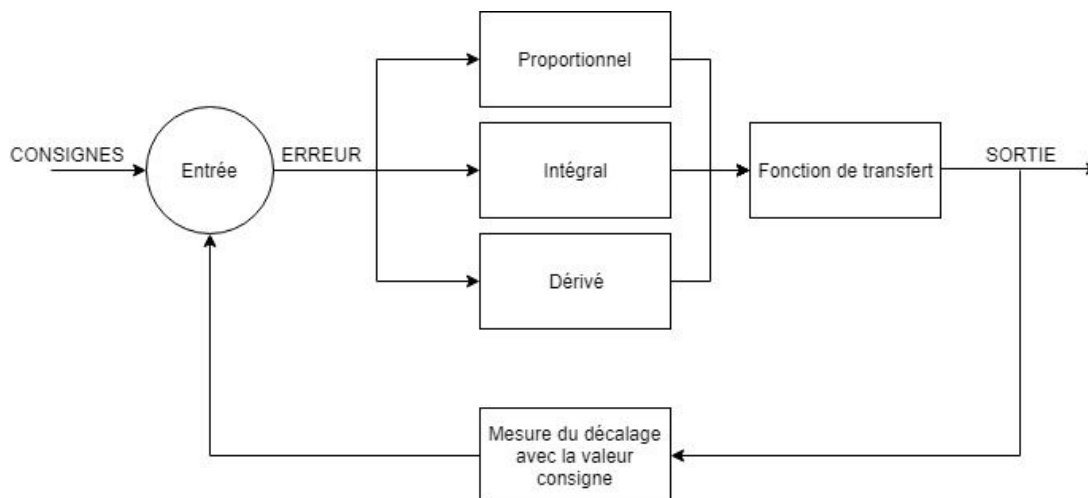 Proportionnel
CONSIGNES
Entrée
ERREUR
Intégral
Fonction de transfert
SORTIE
Dérivé
Mesure du décalage
avec la valeur
consigne